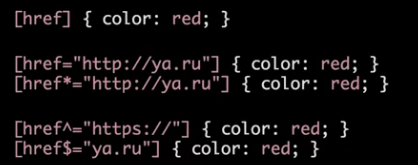 [href] { color: red; }
[href="http://ya.ru"] { color: red; }
[href*="http://ya.ru"] { color: red; }
[href^="https://"] { color: red; }
[href$="ya.ru"] { color: red; }